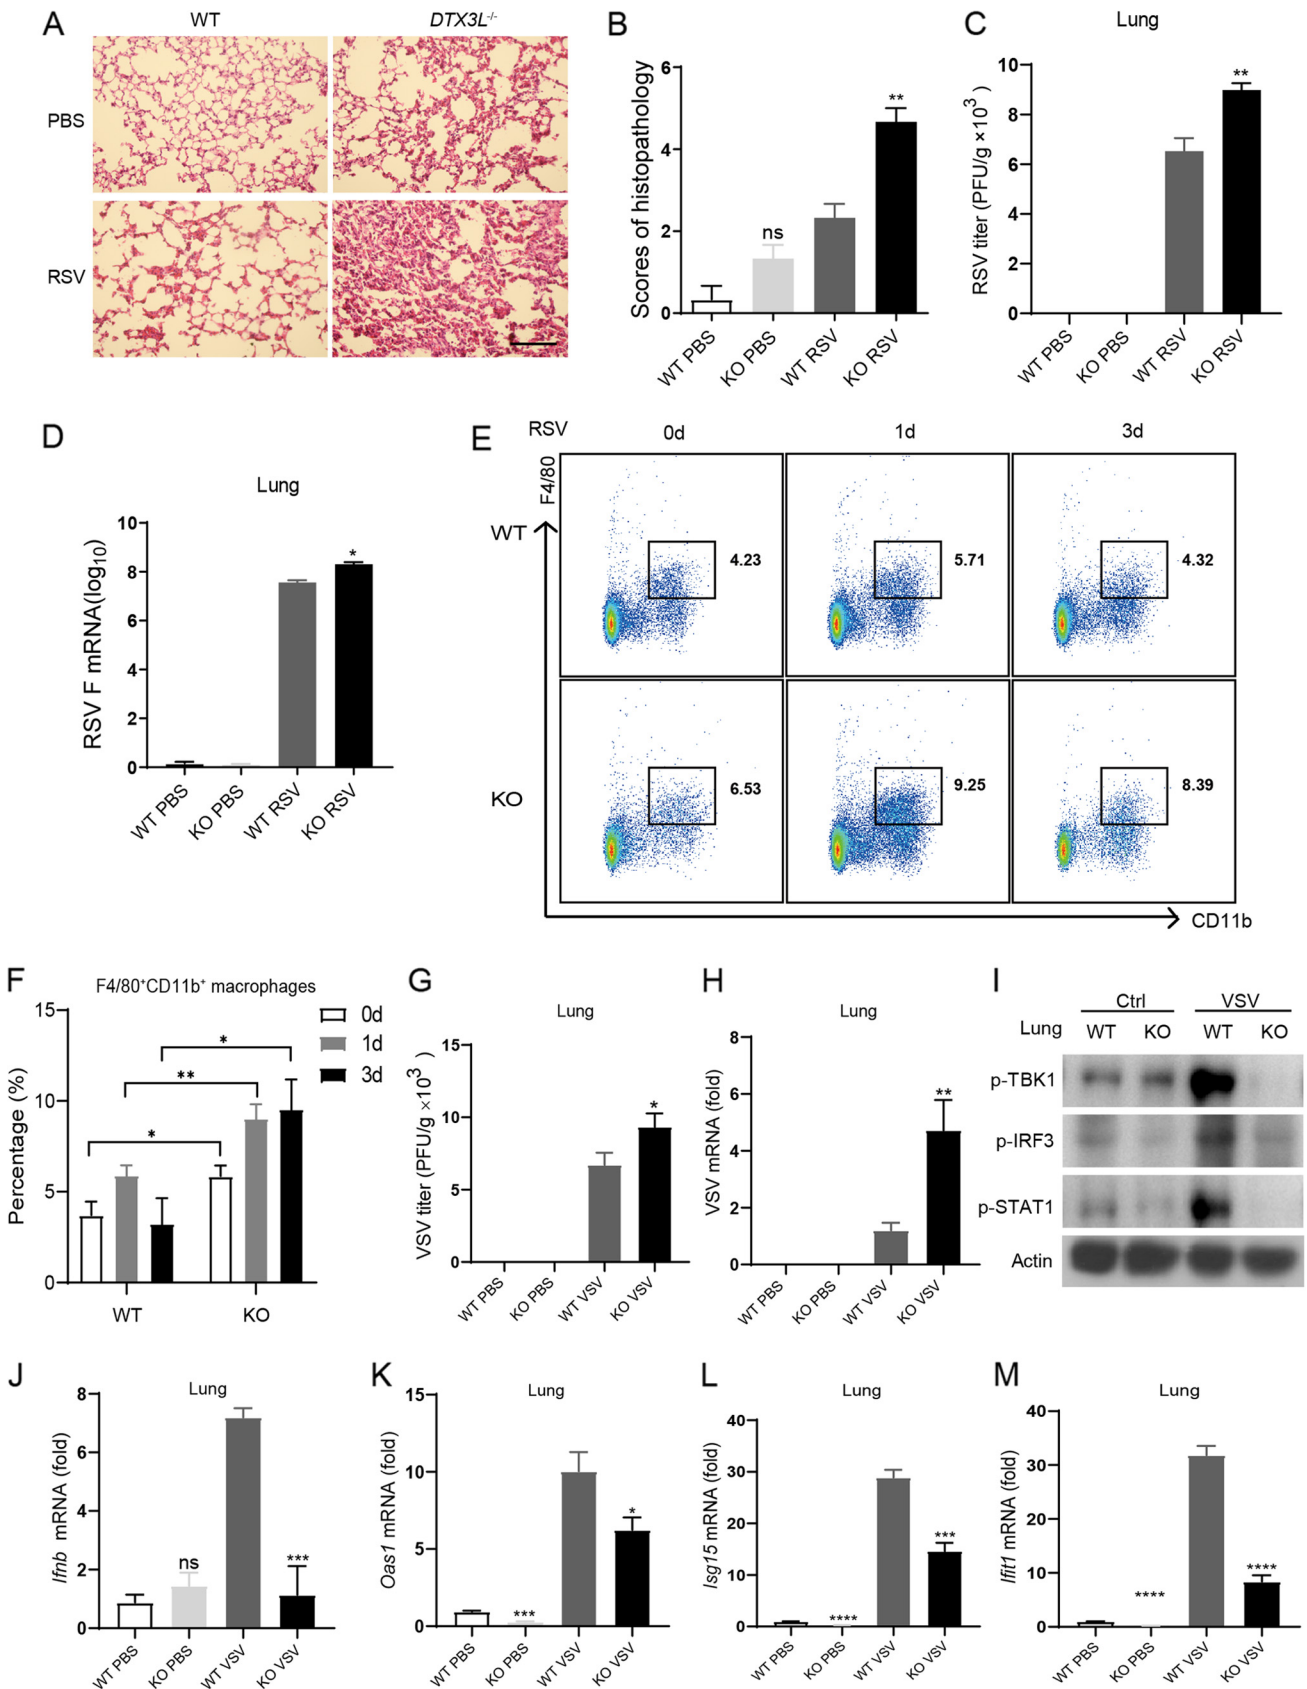 A
WT
DTX3L-/-
PBS
RSV
B
Scores of histopathology
6
4
2
0
ns
**
WT PBS
KO PBS
WT RSV
KO RSV
C
Lung
RSV titer (PFU/g ×10³)
10
8
6
4
2
0
**
WT PBS
KO PBS
WT RSV
KO RSV
D
Lung
RSV F mRNA(log10)
10
8
6
4
2
0
*
WT PBS
KO PBS
WT RSV
KO RSV
E
RSV
0d
1d
3d
F4/80
WT
4.23
5.71
4.32
KO
6.53
9.25
8.39
CD11b
F
F4/80+CD11b+ macrophages
Percentage (%)
15
10
5
0
*
**
*
0d
1d
3d
WT
KO
G
Lung
VSV titer (PFU/g ×10³)
15
10
5
0
*
WT PBS
KO PBS
WT VSV
KO VSV
H
Lung
VSV mRNA (fold)
8
6
4
2
0
**
WT PBS
KO PBS
WT VSV
KO VSV
I
Ctrl
VSV
Lung
WT
KO
WT
KO
p-TBK1
p-IRF3
p-STAT1
Actin
J
Lung
Ifnb mRNA (fold)
8
6
4
2
0
ns
***
WT PBS
KO PBS
WT VSV
KO VSV
K
Lung
Oas1 mRNA (fold)
15
10
5
0
***
*
WT PBS
KO PBS
WT VSV
KO VSV
L
Lung
Isg15 mRNA (fold)
40
30
20
10
0
****
***
WT PBS
KO PBS
WT VSV
KO VSV
M
Lung
Ifit1 mRNA (fold)
40
30
20
10
0
****
****
WT PBS
KO PBS
WT VSV
KO VSV